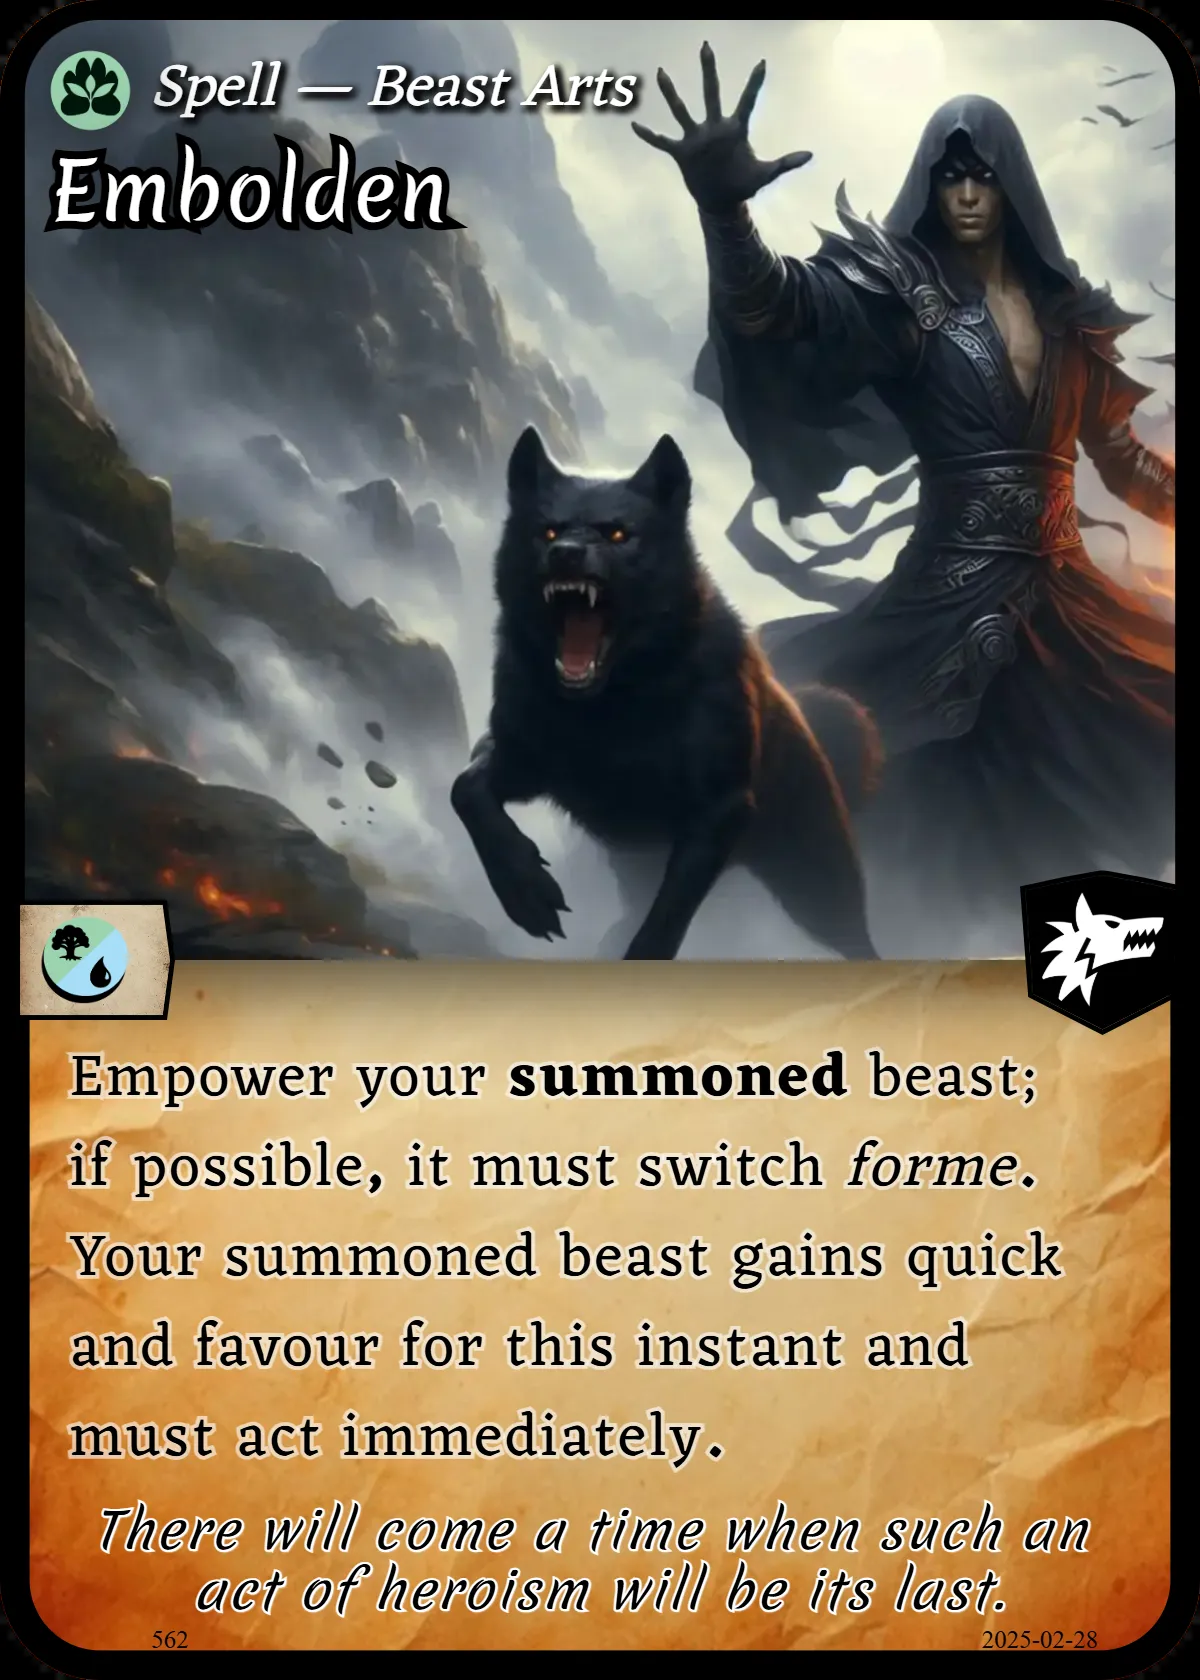 Spell — Beast Arts
Embolden
Empower your summoned beast;
if possible, it must switch forme.
Your summoned beast gains quick
and favour for this instant and
must act immediately.
There will come a time when such an
act of heroism will be its last.
562
2025-02-28